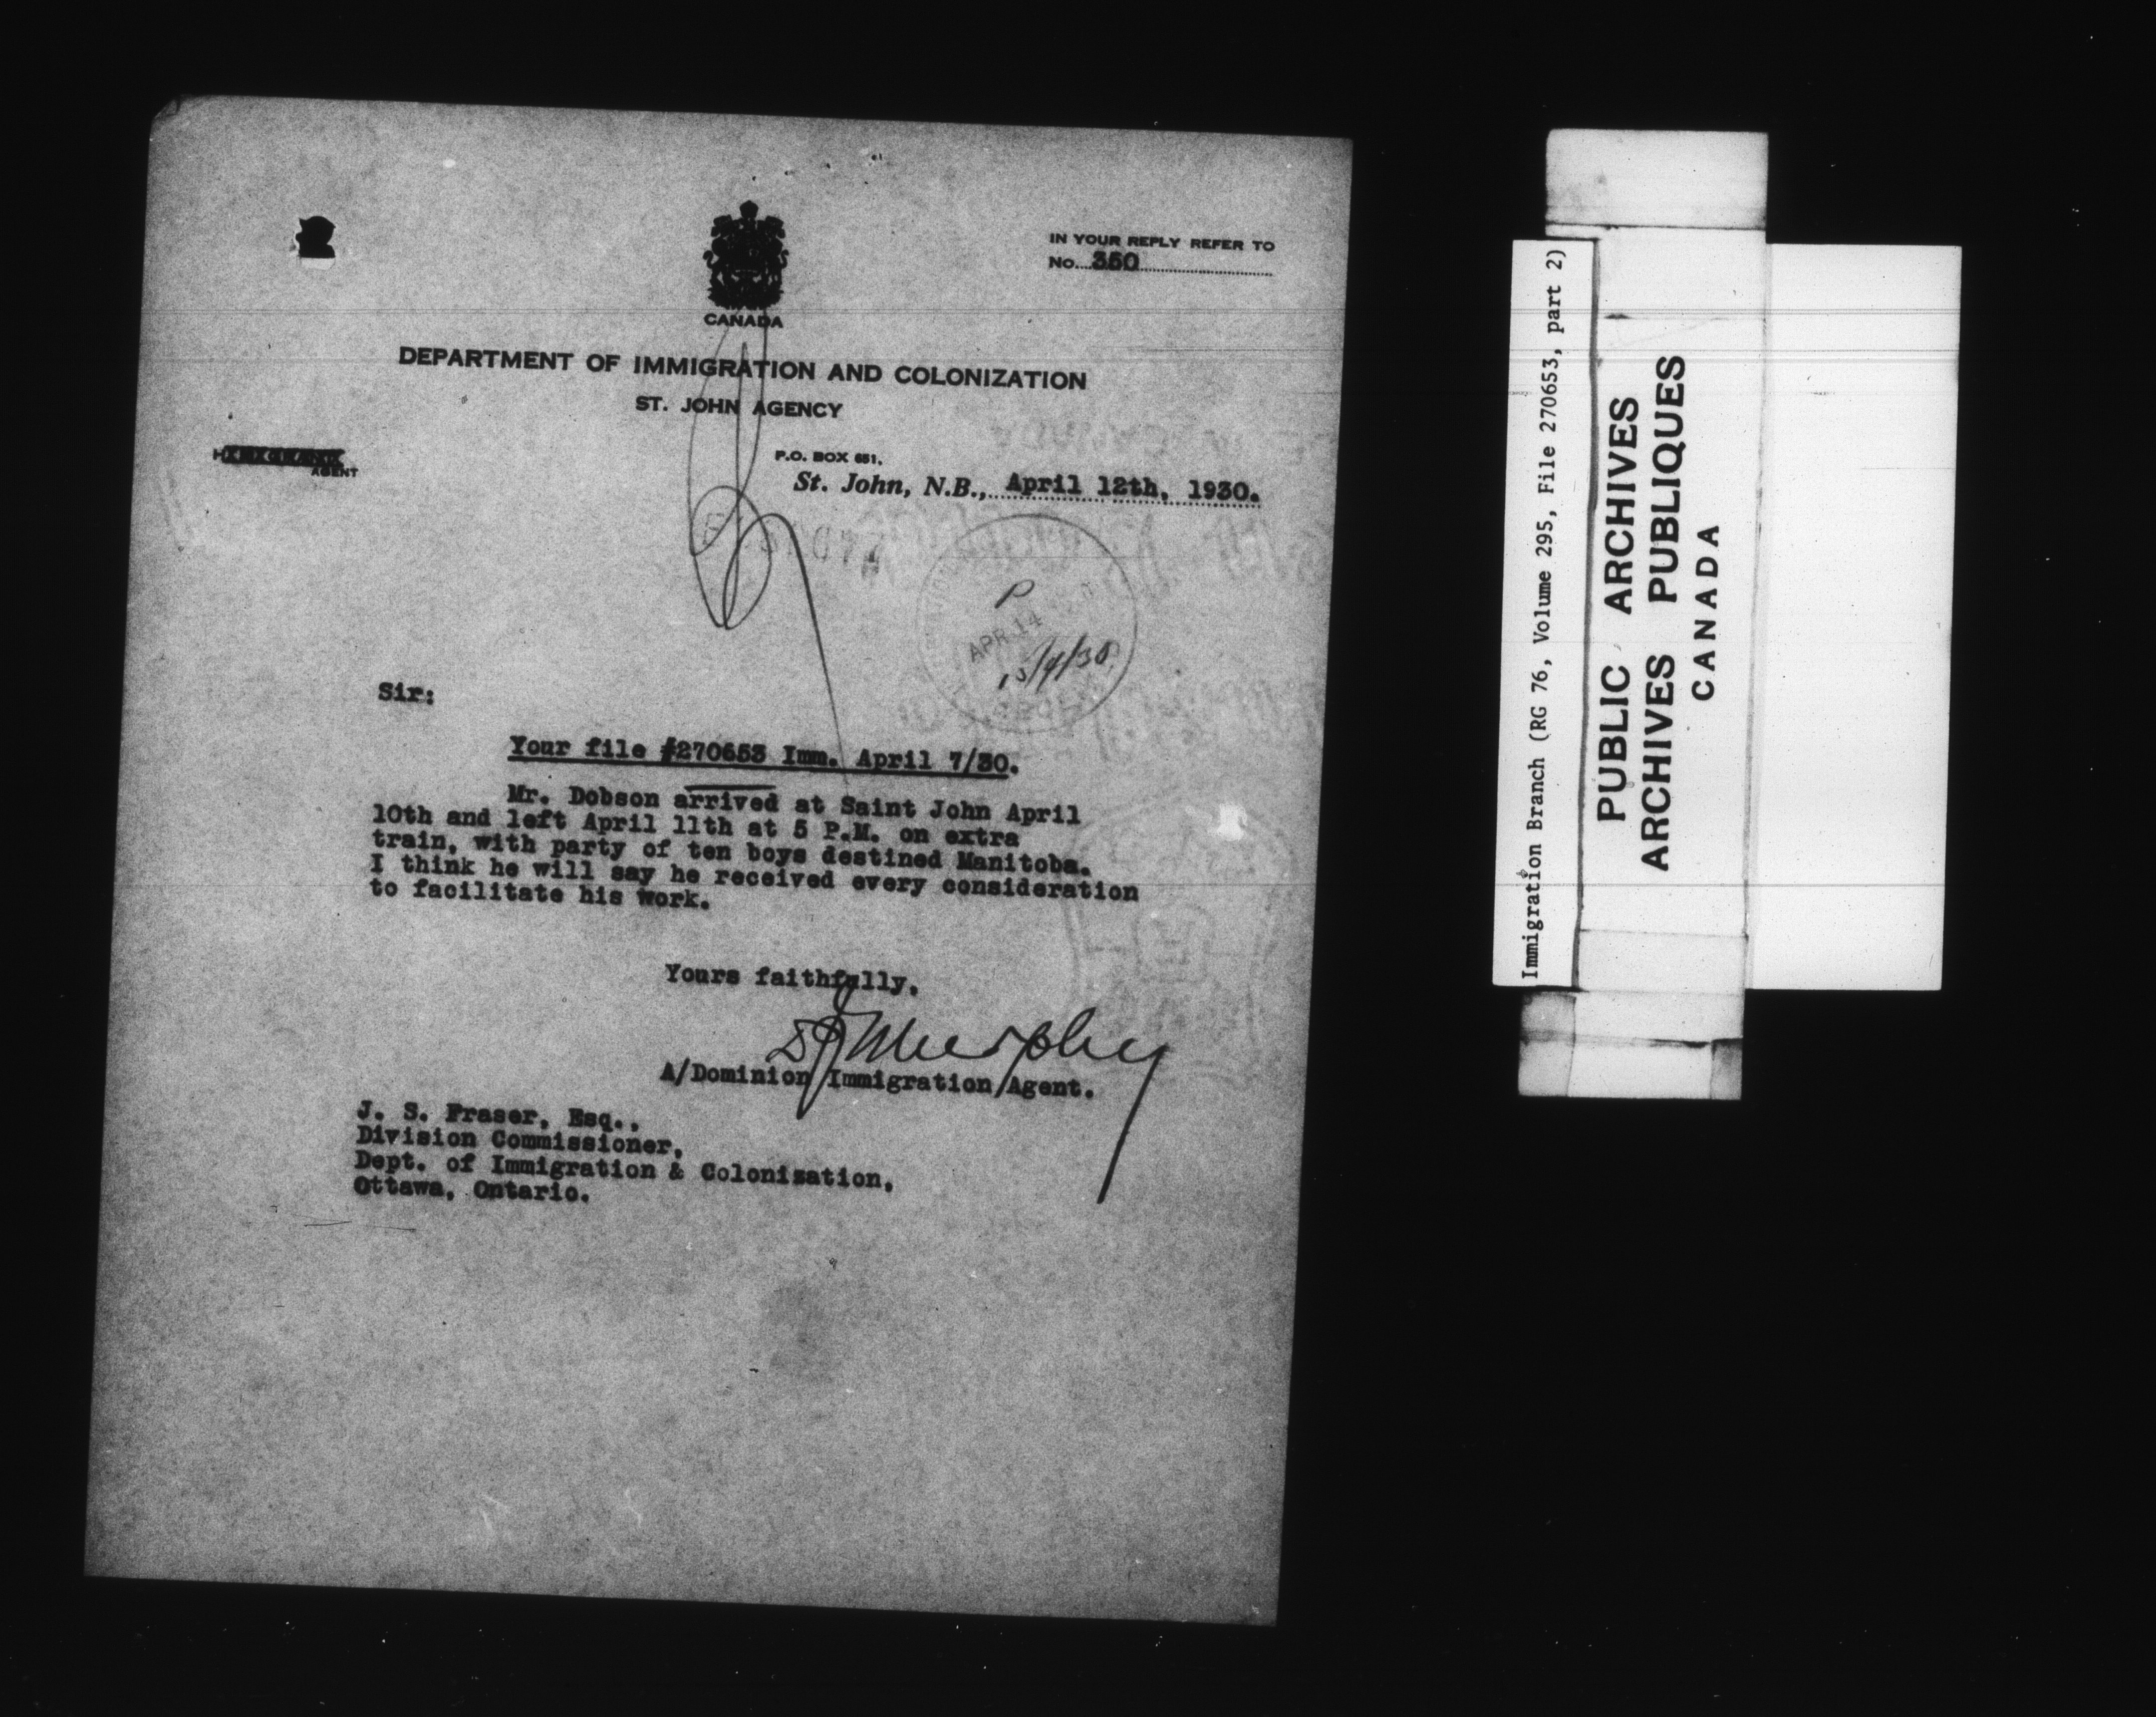 IN YOUR REPLY REFER TO
No. 350
CANADA
DEPARTMENT OF IMMIGRATION AND COLONIZATION
ST. JOHN AGENCY
AGENT
P.O. BOX 651,
St. John, N.B., April 12th, 1930.
P
APR 14
15/4/30
Sir:
Your file #270653 Imm. April 7/30.
Mr. Dobson arrived at Saint John April
10th and left April 11th at 5 P.M. on extra
train, with party of ten boys destined Manitoba.
I think he will say he received every consideration
to facilitate his work.
Yours faithfully,
Murphy
A/Dominion Immigration Agent.
J. S. Fraser, Esq.,
Division Commissioner,
Dept. of Immigration & Colonization,
Ottawa, Ontario.
Immigration Branch (RG 76, Volume 295, File 270653, part 2)
PUBLIC ARCHIVES
ARCHIVES PUBLIQUES
CANADA